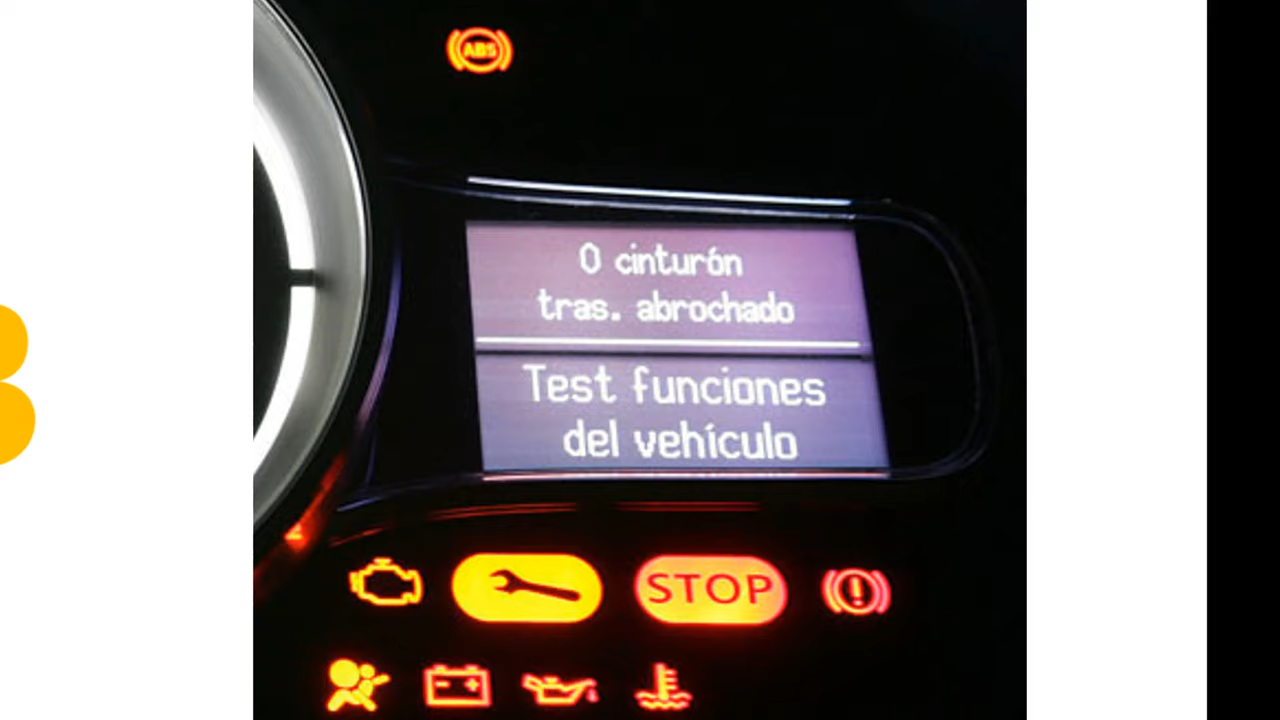 ABS
0 cinturón
tras. abrochado
Test funciones
del vehículo
STOP